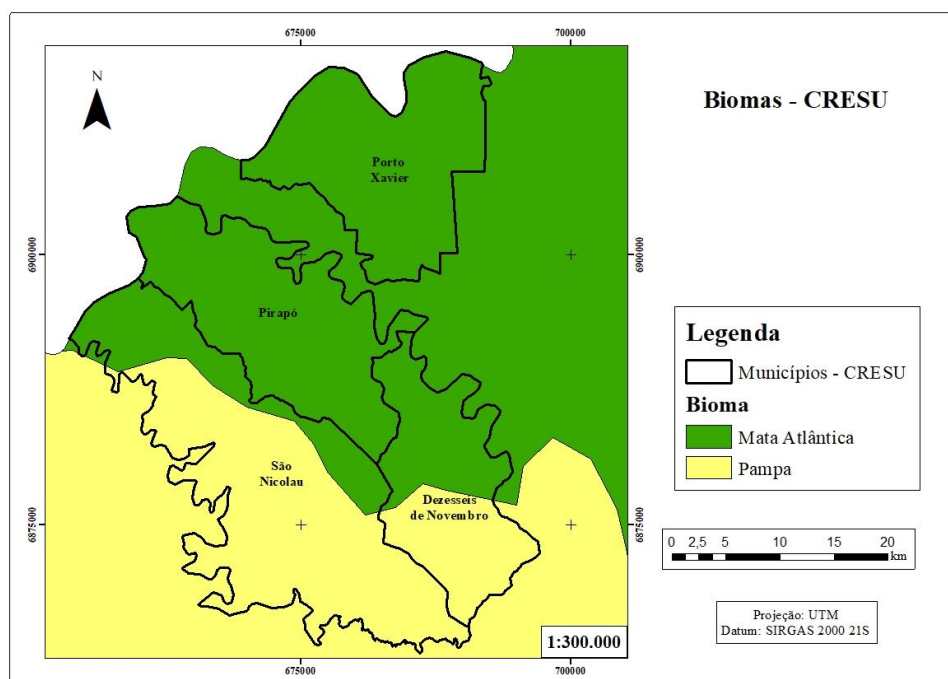 675000
700000
N
Biomas - CRESU
Porto
Xavier
6900000
6900000
Pirapó
Legenda
Municípios - CRESU
Bioma
Mata Atlântica
Pampa
São
Nicolau
Dezesseis
de Novembro
6875000
6875000
0 2,5 5 10 15 20
km
Projeção: UTM
Datum: SIRGAS 2000 21S
1:300.000
675000
700000